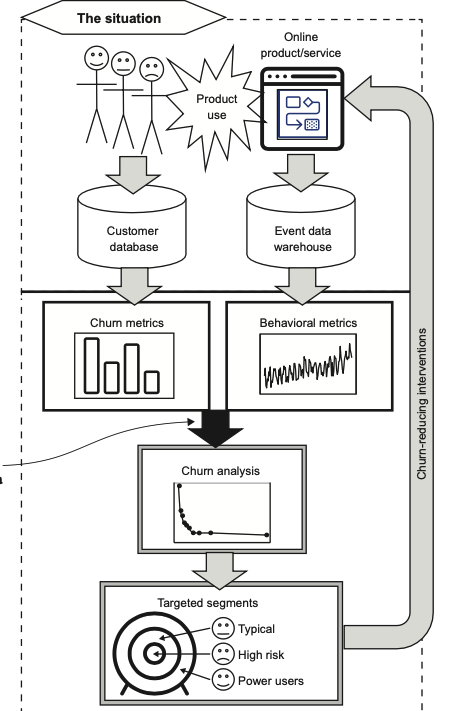 The situation
Online
product/service
Product
use
Customer
database
Event data
warehouse
Churn metrics
Behavioral metrics
Churn-reducing interventions
Churn analysis
Targeted segments
Typical
High risk
Power users